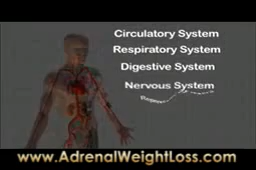 Circulatory System
Respiratory System
Digestive System
Nervous System
www.AdrenalWeightLoss.com